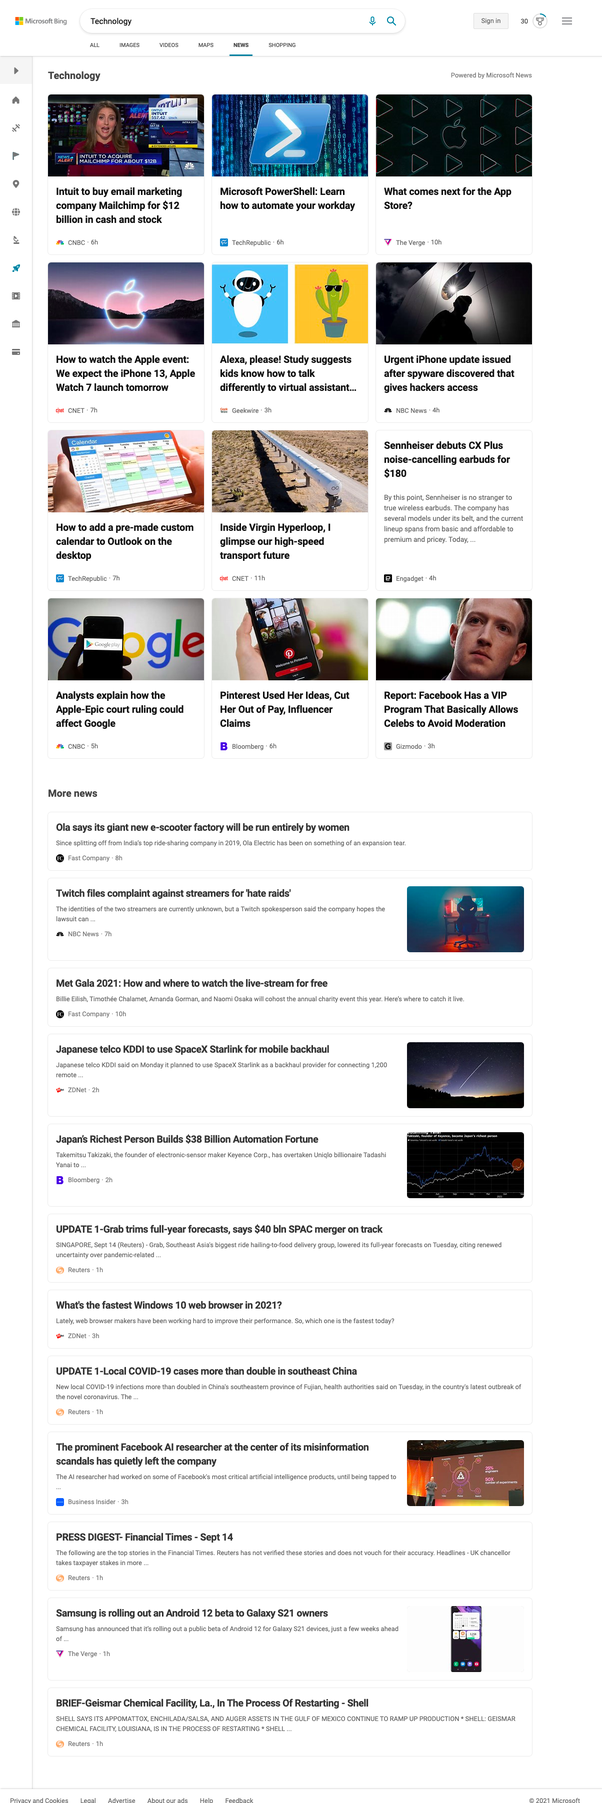 Microsoft Bing
Technology
Sign in
30
ALL
IMAGES
VIDEOS
MAPS
NEWS
SHOPPING
Technology
Powered by Microsoft News
INTUIT TO ACQUIRE
MAILCHIMP FOR ABOUT $12B
Intuit to buy email marketing
company Mailchimp for $12
billion in cash and stock
CNBC · 6h
Microsoft PowerShell: Learn
how to automate your workday
TechRepublic · 6h
What comes next for the App
Store?
The Verge · 10h
How to watch the Apple event:
We expect the iPhone 13, Apple
Watch 7 launch tomorrow
CNET · 7h
Alexa, please! Study suggests
kids know how to talk
differently to virtual assistant...
Geekwire · 3h
Urgent iPhone update issued
after spyware discovered that
gives hackers access
NBC News · 4h
Calendar
How to add a pre-made custom
calendar to Outlook on the
desktop
TechRepublic · 7h
Inside Virgin Hyperloop, I
glimpse our high-speed
transport future
CNET · 11h
Sennheiser debuts CX Plus
noise-cancelling earbuds for
$180
By this point, Sennheiser is no stranger to
true wireless earbuds. The company has
several models under its belt, and the current
lineup spans from basic and affordable to
premium and pricey. Today, ...
Engadget · 4h
Google play
Analysts explain how the
Apple-Epic court ruling could
affect Google
CNBC · 5h
Pinterest Used Her Ideas, Cut
Her Out of Pay, Influencer
Claims
Bloomberg · 6h
Report: Facebook Has a VIP
Program That Basically Allows
Celebs to Avoid Moderation
Gizmodo · 3h
More news
Ola says its giant new e-scooter factory will be run entirely by women
Since splitting off from India's top ride-sharing company in 2019, Ola Electric has been on something of an expansion tear.
Fast Company · 8h
Twitch files complaint against streamers for 'hate raids'
The identities of the two streamers are currently unknown, but a Twitch spokesperson said the company hopes the
lawsuit can ...
NBC News · 7h
Met Gala 2021: How and where to watch the live-stream for free
Billie Eilish, Timothée Chalamet, Amanda Gorman, and Naomi Osaka will cohost the annual charity event this year. Here's where to catch it live.
Fast Company · 10h
Japanese telco KDDI to use SpaceX Starlink for mobile backhaul
Japanese telco KDDI said on Monday it planned to use SpaceX Starlink as a backhaul provider for connecting 1,200
remote ...
ZDNet · 2h
Japan's Richest Person Builds $38 Billion Automation Fortune
Takemitsu Takizaki, the founder of electronic-sensor maker Keyence Corp., has overtaken Uniqlo billionaire Tadashi
Yanai to ...
Bloomberg · 2h
UPDATE 1-Grab trims full-year forecasts, says $40 bln SPAC merger on track
SINGAPORE, Sept 14 (Reuters) - Grab, Southeast Asia's biggest ride hailing-to-food delivery group, lowered its full-year forecasts on Tuesday, citing renewed
uncertainty over pandemic-related ...
Reuters · 1h
What's the fastest Windows 10 web browser in 2021?
Lately, web browser makers have been working hard to improve their performance. So, which one is the fastest today?
ZDNet · 3h
UPDATE 1-Local COVID-19 cases more than double in southeast China
New local COVID-19 infections more than doubled in China's southeastern province of Fujian, health authorities said on Tuesday, in the country's latest outbreak of
the novel coronavirus. The ...
Reuters · 1h
The prominent Facebook AI researcher at the center of its misinformation
scandals has quietly left the company
The AI researcher had worked on some of Facebook's most critical artificial intelligence products, until being tapped to
...
Business Insider · 3h
PRESS DIGEST- Financial Times - Sept 14
The following are the top stories in the Financial Times. Reuters has not verified these stories and does not vouch for their accuracy. Headlines - UK chancellor
takes taxpayer stakes in more ...
Reuters · 1h
Samsung is rolling out an Android 12 beta to Galaxy S21 owners
Samsung has announced that it's rolling out a public beta of Android 12 for Galaxy S21 devices, just a few weeks ahead
of ...
The Verge · 1h
BRIEF-Geismar Chemical Facility, La., In The Process Of Restarting - Shell
SHELL SAYS ITS APPOMATTOX, ENCHILADA/SALSA, AND AUGER ASSETS IN THE GULF OF MEXICO CONTINUE TO RAMP UP PRODUCTION * SHELL: GEISMAR
CHEMICAL FACILITY, LOUISIANA, IS IN THE PROCESS OF RESTARTING * SHELL ...
Reuters · 1h
Privacy and Cookies
Legal
Advertise
About our ads
Help
Feedback
© 2021 Microsoft